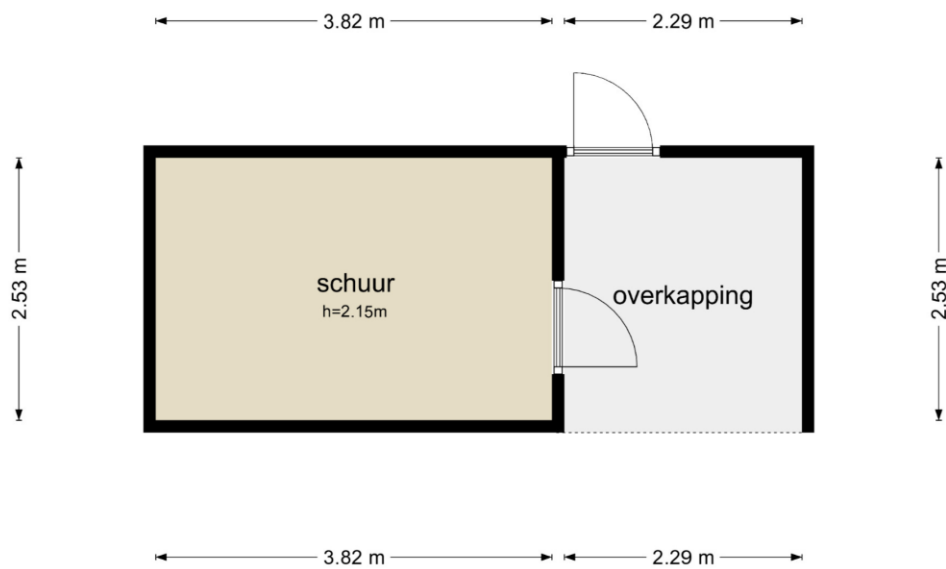 3.82 m
2.29 m
2.53 m
schuur
h=2.15m
overkapping
2.53 m
3.82 m
2.29 m